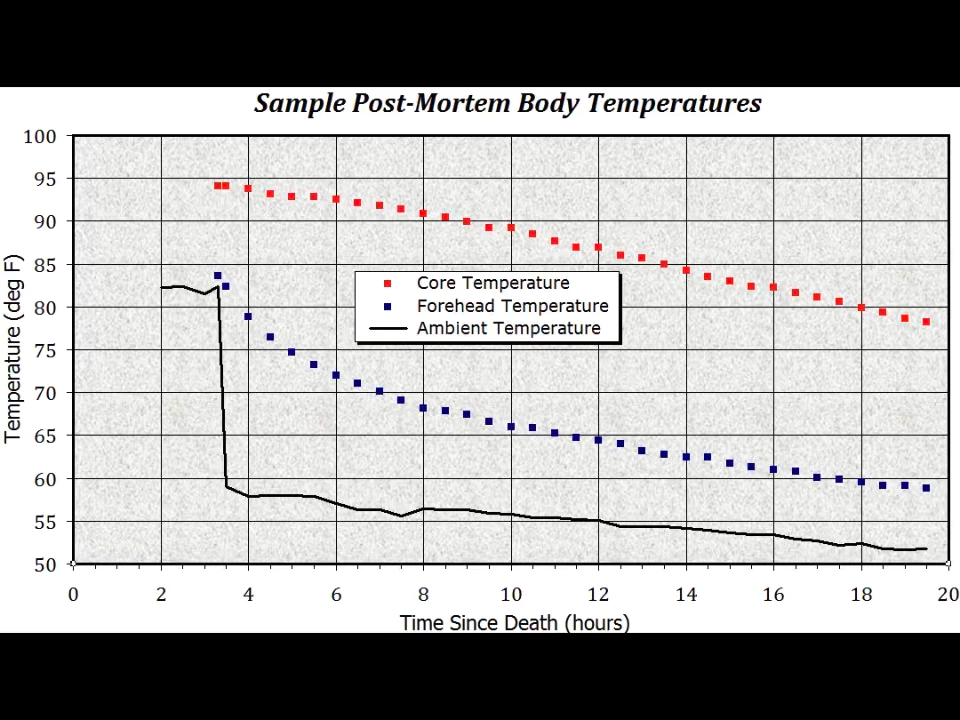 Sample Post-Mortem Body Temperatures
100
95
90
85
80
75
70
65
60
55
50
Temperature (deg F)
Core Temperature
Forehead Temperature
Ambient Temperature
0 2 4 6 8 10 12 14 16 18 20
Time Since Death (hours)